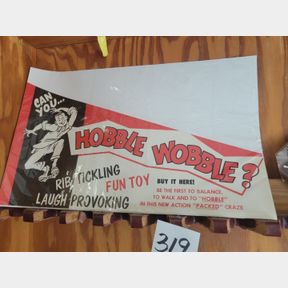 CAN YOU...
HOBBLE WOBBLE?
RIB TICKLING
FUN TOY
LAUGH PROVOKING
BUY IT HERE!
BE THE FIRST TO BALANCE,
TO WALK AND TO "HOBBLE"
IN THIS NEW ACTION "PACKED" CRAZE
319